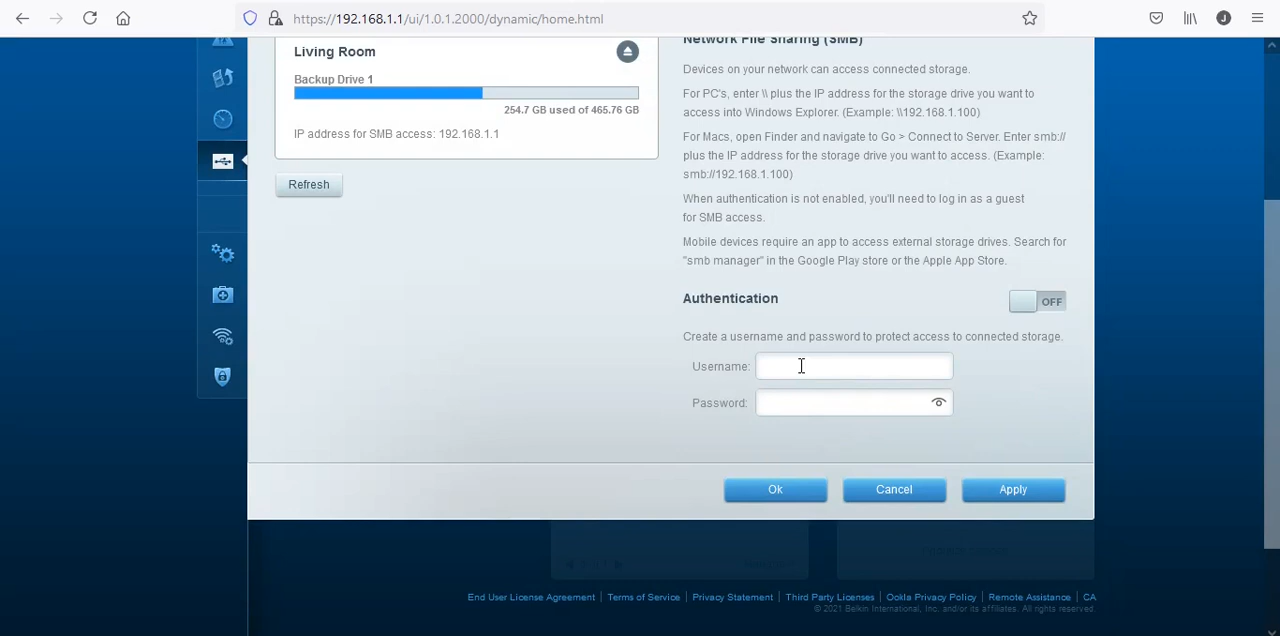 https://192.168.1.1/ui/1.0.1.2000/dynamic/home.html
J
Living Room
Backup Drive 1
254.7 GB used of 465.76 GB
IP address for SMB access: 192.168.1.1
Refresh
Network File Sharing (SMB)
Devices on your network can access connected storage.
For PC's, enter \\ plus the IP address for the storage drive you want to
access into Windows Explorer. (Example: \\192.168.1.100)
For Macs, open Finder and navigate to Go > Connect to Server. Enter smb://
plus the IP address for the storage drive you want to access. (Example:
smb://192.168.1.100)
When authentication is not enabled, you'll need to log in as a guest
for SMB access.
Mobile devices require an app to access external storage drives. Search for
"smb manager" in the Google Play store or the Apple App Store.
Authentication
OFF
Create a username and password to protect access to connected storage.
Username:
Password:
Ok
Cancel
Apply
End User License Agreement | Terms of Service | Privacy Statement | Third Party Licenses | Ookla Privacy Policy | Remote Assistance | CA
© 2021 Belkin International, Inc. and/or its affiliates. All rights reserved.